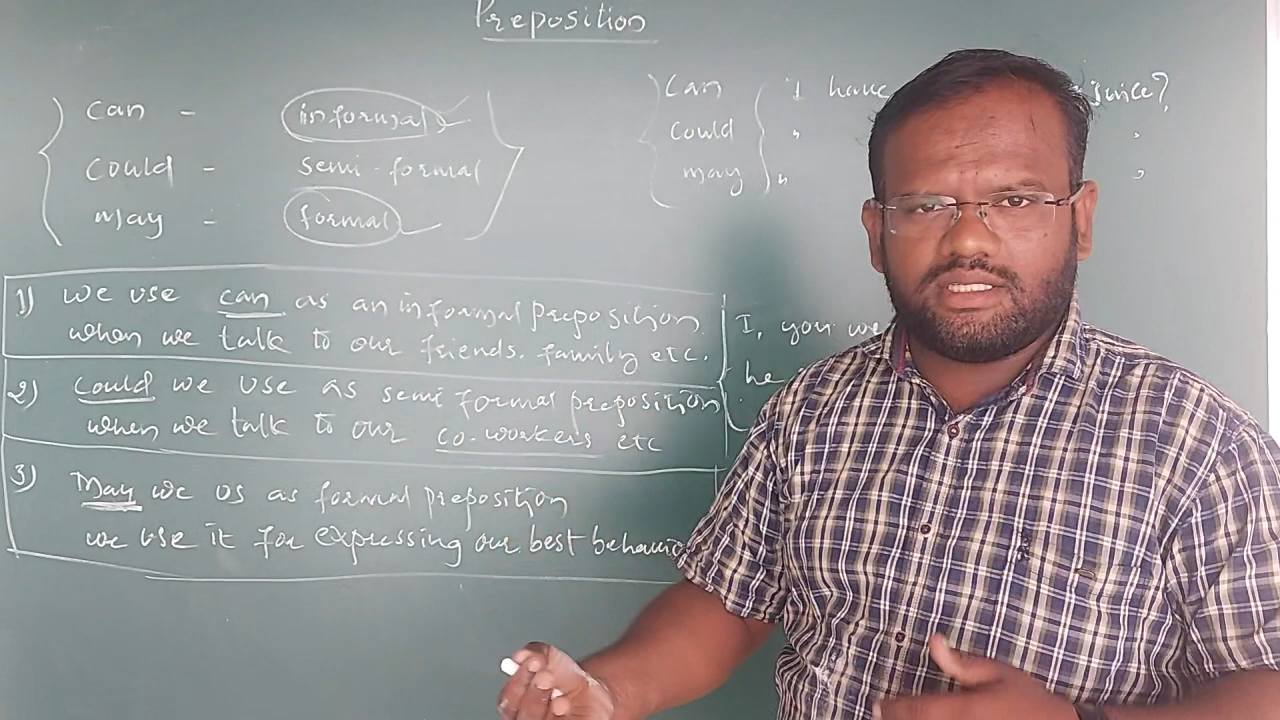 Preposition
can - informal
could - semi-formal
may - formal
can I have juice?
could " "
may " "
1) we use can as an informal preposition
when we talk to our friends. family etc.
2) could we use as semi formal preposition
when we talk to our co-workers etc
3) May we us as formal preposition
we use it for expressing our best
I, you we
he